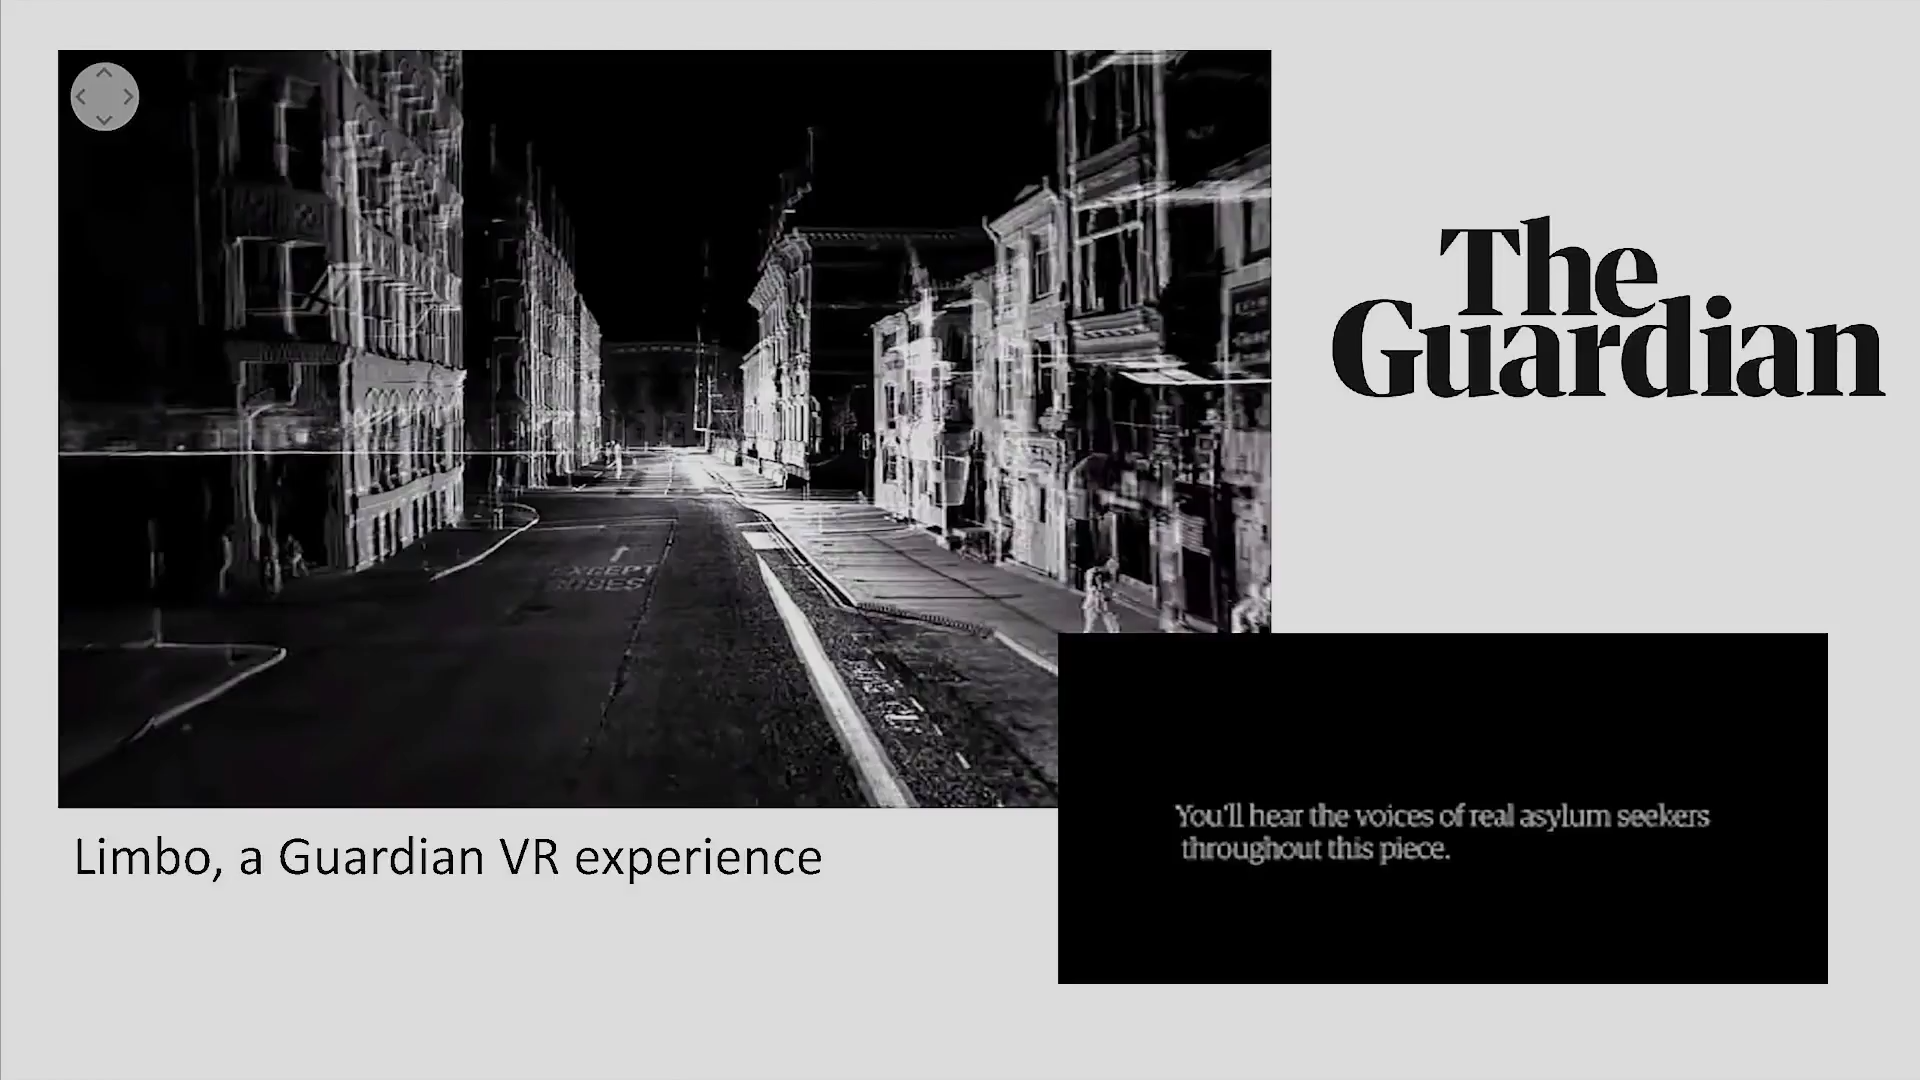 The
Guardian
EXCEPT
BUSES
You'll hear the voices of real asylum seekers
throughout this piece.
Limbo, a Guardian VR experience